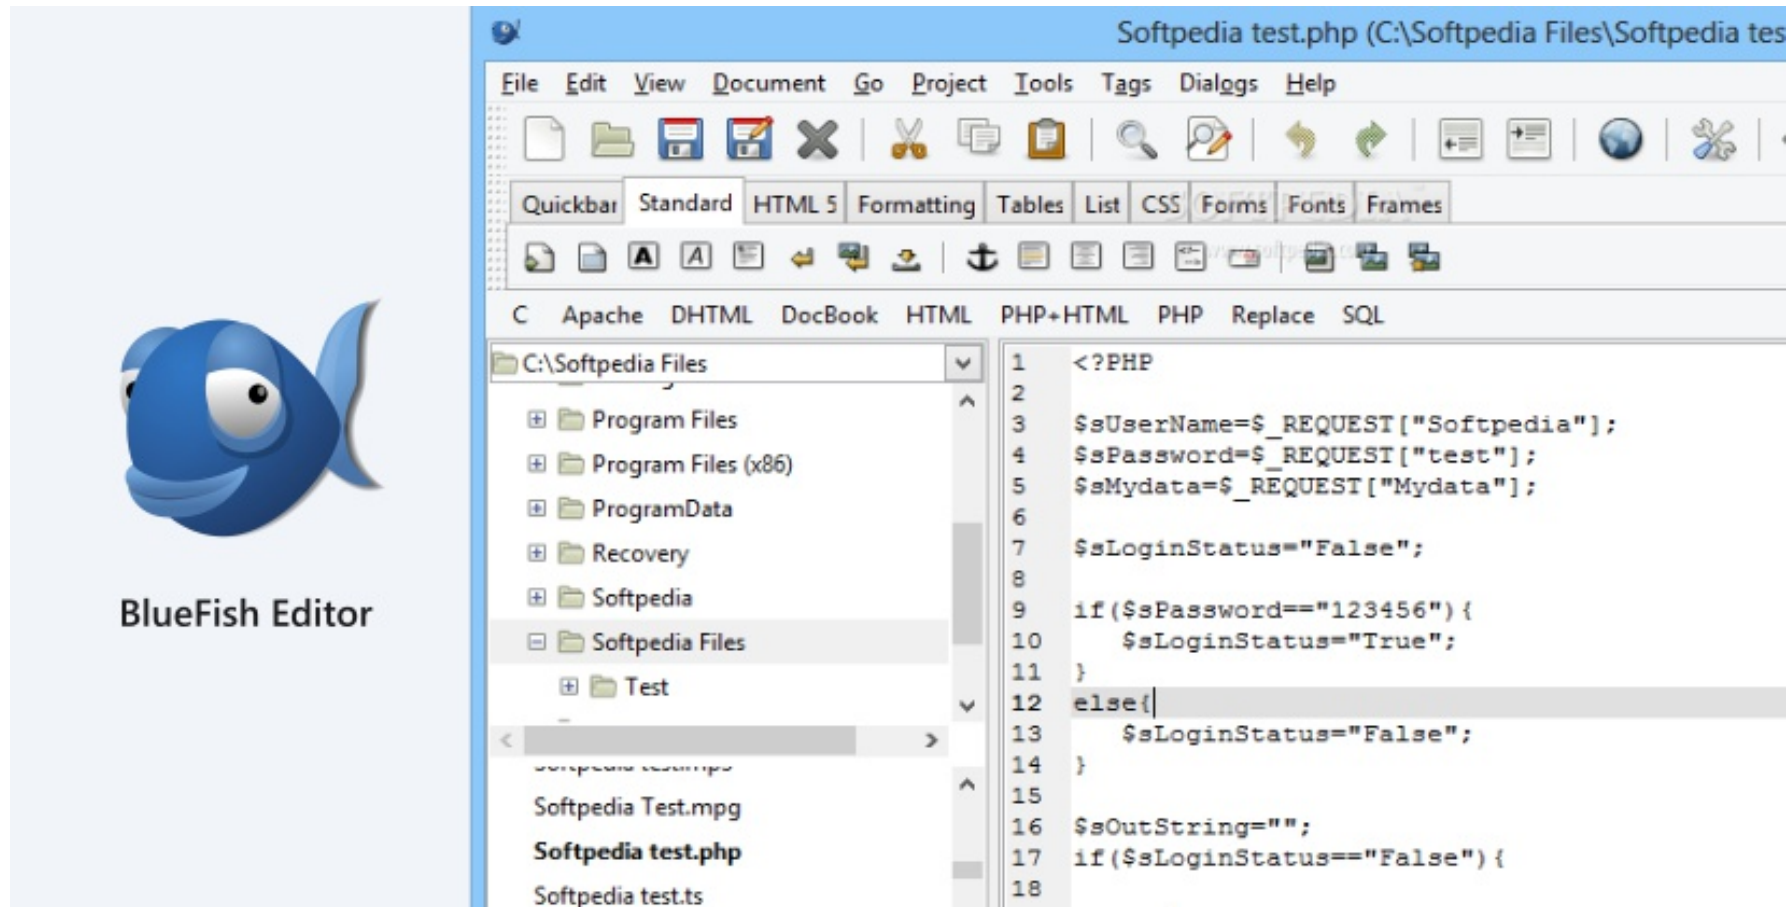 BlueFish Editor
Softpedia test.php (C:\Softpedia Files\Softpedia tes
File Edit View Document Go Project Tools Tags Dialogs Help
Quickbar Standard HTML 5 Formatting Tables List CSS Forms Fonts Frames
C Apache DHTML DocBook HTML PHP+HTML PHP Replace SQL
C:\Softpedia Files
Program Files
Program Files (x86)
ProgramData
Recovery
Softpedia
Softpedia Files
Test
Softpedia Test.mpg
Softpedia test.php
Softpedia test.ts
1 <?PHP
2
3 $sUserName=$_REQUEST["Softpedia"];
4 $sPassword=$_REQUEST["test"];
5 $sMydata=$_REQUEST["Mydata"];
6
7 $sLoginStatus="False";
8
9 if($sPassword=="123456"){
10 $sLoginStatus="True";
11 }
12 else{
13 $sLoginStatus="False";
14 }
15
16 $sOutString="";
17 if($sLoginStatus=="False"){
18